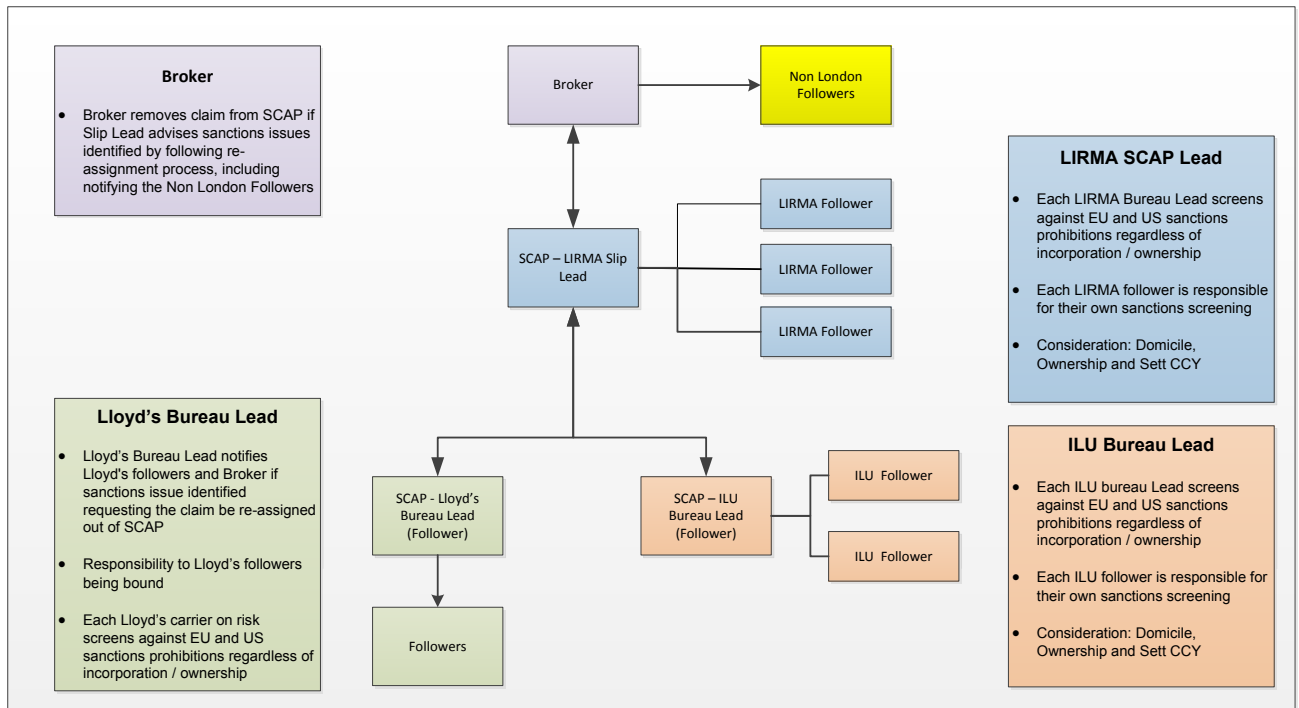 Broker
• Broker removes claim from SCAP if
Slip Lead advises sanctions issues
identified by following re-
assignment process, including
notifying the Non London Followers
Broker
Non London
Followers
LIRMA SCAP Lead
• Each LIRMA Bureau Lead screens
against EU and US sanctions
prohibitions regardless of
incorporation / ownership
• Each LIRMA follower is responsible
for their own sanctions screening
• Consideration: Domicile,
Ownership and Sett CCY
SCAP – LIRMA Slip
Lead
LIRMA Follower
LIRMA Follower
LIRMA Follower
Lloyd's Bureau Lead
• Lloyd's Bureau Lead notifies
Lloyd's followers and Broker if
sanctions issue identified
requesting the claim be re-assigned
out of SCAP
• Responsibility to Lloyd's followers
being bound
• Each Lloyd's carrier on risk
screens against EU and US
sanctions prohibitions regardless of
incorporation / ownership
SCAP - Lloyd's
Bureau Lead
(Follower)
Followers
SCAP – ILU
Bureau Lead
(Follower)
ILU Follower
ILU Follower
ILU Bureau Lead
• Each ILU bureau Lead screens
against EU and US sanctions
prohibitions regardless of
incorporation / ownership
• Each ILU follower is responsible for
their own sanctions screening
• Consideration: Domicile,
Ownership and Sett CCY